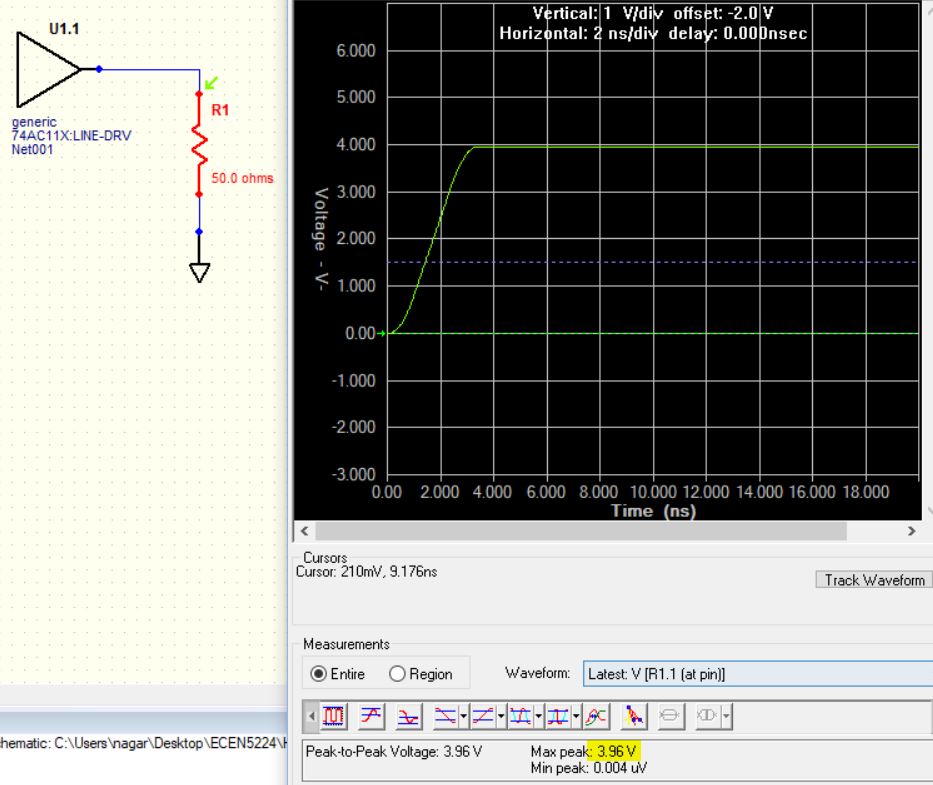 U1.1
generic
74AC11X:LINE-DRV
Net001
R1
50.0 ohms
Vertical: 1 V/div offset: -2.0 V
Horizontal: 2 ns/div delay: 0.000nsec
6.000
5.000
4.000
3.000
2.000
1.000
0.00
-1.000
-2.000
-3.000
Voltage - V-
0.00 2.000 4.000 6.000 8.000 10.000 12.000 14.000 16.000 18.000
Time (ns)
Cursors
Cursor: 210mV, 9.176ns
Track Waveform
Measurements
Entire Region Waveform: Latest: V [R1.1 (at pin)]
Peak-to-Peak Voltage: 3.96 V Max peak: 3.96 V
Min peak: 0.004 uV
hematic: C:\Users\nagar\Desktop\ECEN5224\